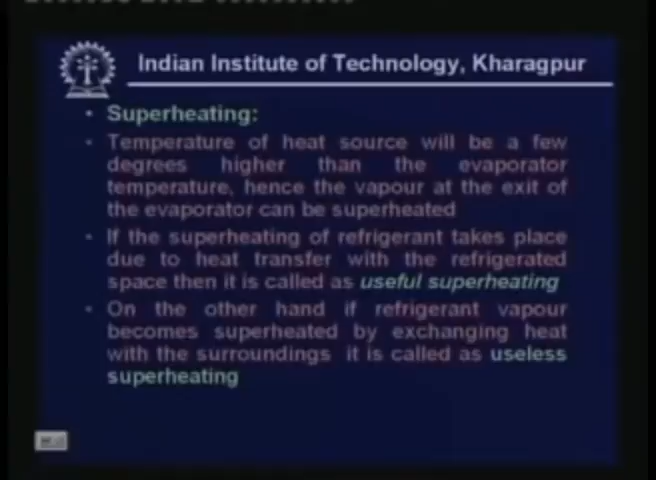 Indian Institute of Technology, Kharagpur
• Superheating:
• Temperature of heat source will be a few
degrees higher than the evaporator
temperature, hence the vapour at the exit of
the evaporator can be superheated
• If the superheating of refrigerant takes place
due to heat transfer with the refrigerated
space then it is called as useful superheating
• On the other hand if refrigerant vapour
becomes superheated by exchanging heat
with the surroundings it is called as useless
superheating